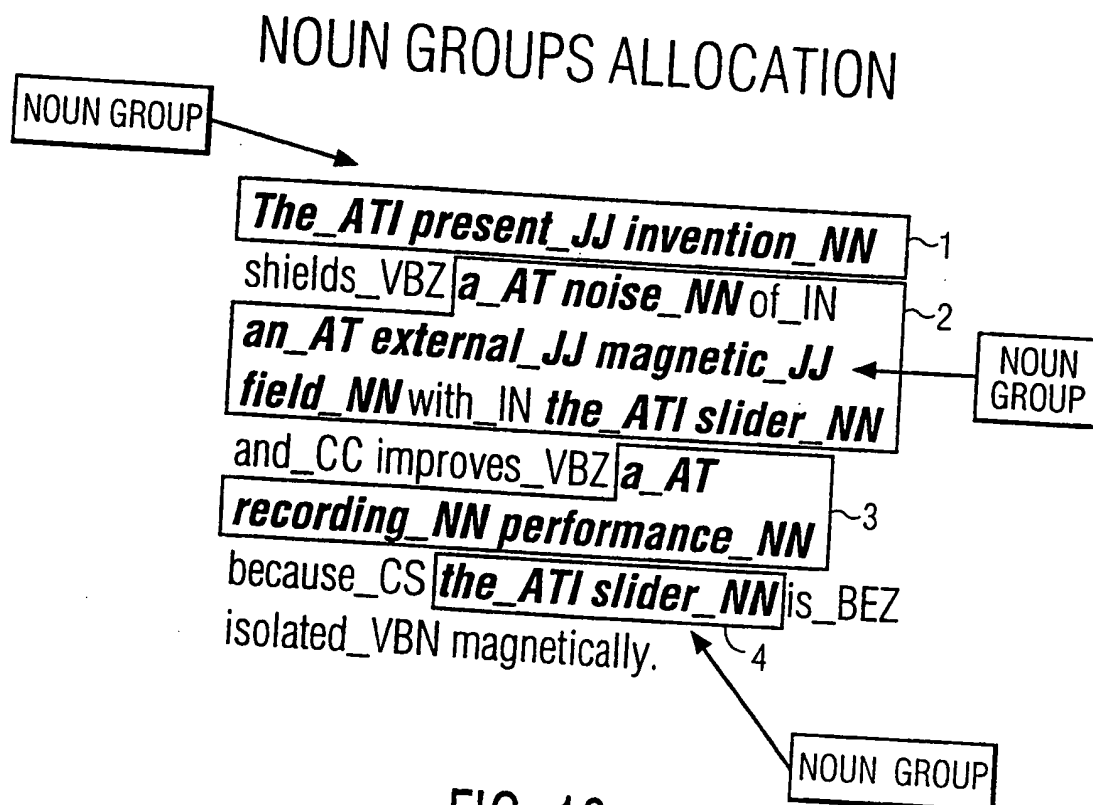 NOUN GROUPS ALLOCATION
NOUN GROUP
The_ATI present_JJ invention_NN ~1
shields_VBZ a_AT noise_NN of_IN ~2
an_AT external_JJ magnetic_JJ
NOUN
GROUP
field_NN with_IN the_ATI slider_NN
and_CC improves_VBZ a_AT
recording_NN performance_NN ~3
because_CS the_ATI slider_NN is_BEZ
isolated_VBN magnetically. 4
NOUN GROUP